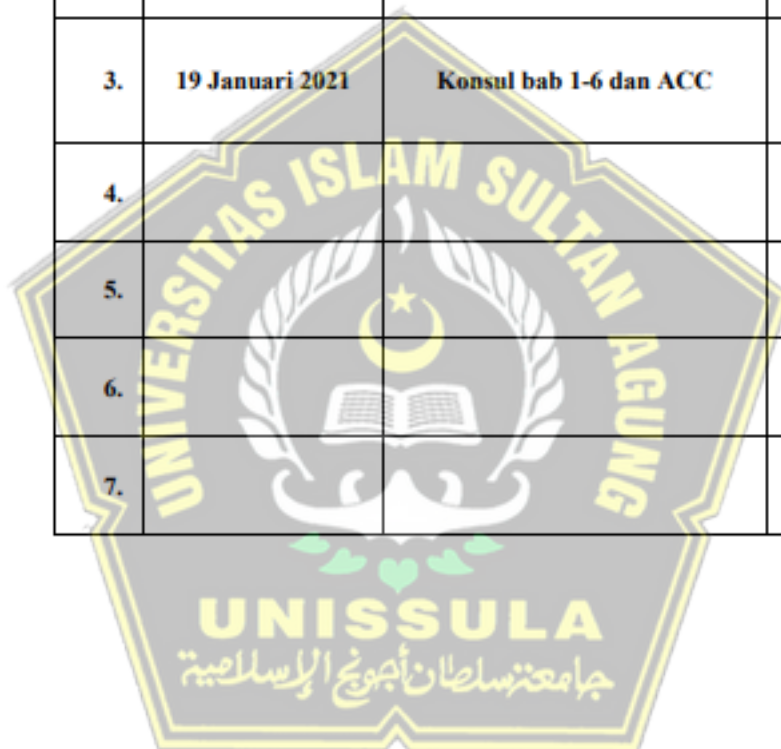 3. 19 Januari 2021 Konsul bab 1-6 dan ACC
4.
5.
6.
7.
UNIVERSITAS ISLAM SULTAN AGUNG
UNISSULA
جامعة سلطان أجونج الإسلامية